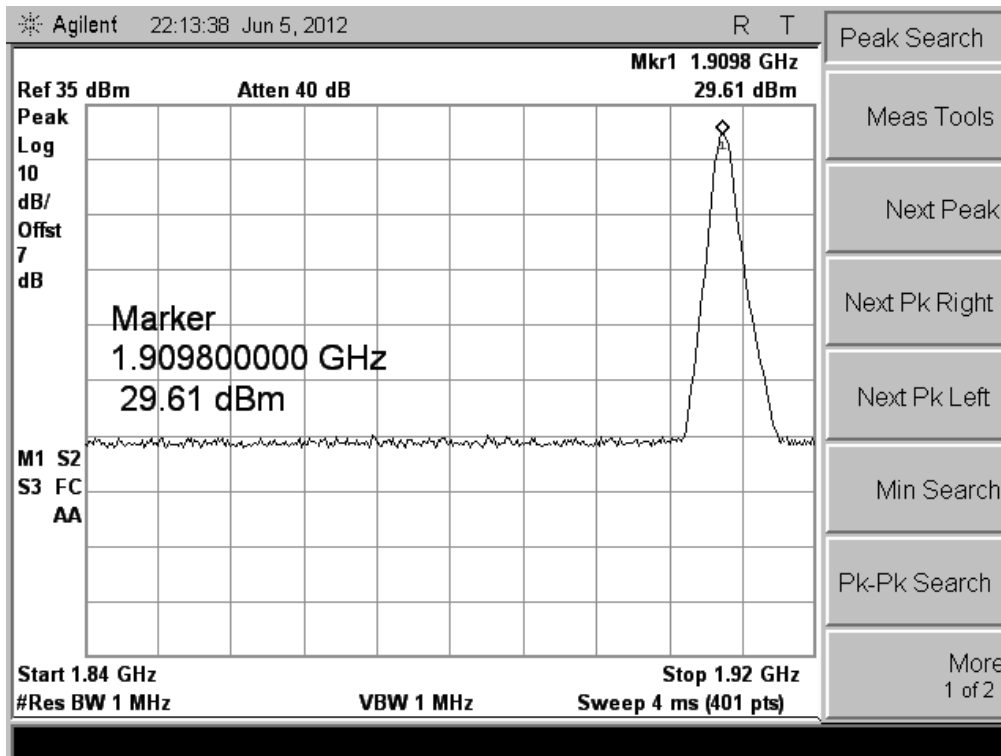 Agilent 22:13:38 Jun 5, 2012 R T
Mkr1 1.9098 GHz
Ref 35 dBm Atten 40 dB 29.61 dBm
Peak
Log
10
dB/
Offst
7
dB
1
Marker
1.909800000 GHz
29.61 dBm
M1 S2
S3 FC
AA
Start 1.84 GHz Stop 1.92 GHz
#Res BW 1 MHz VBW 1 MHz Sweep 4 ms (401 pts)
Peak Search
Meas Tools
Next Peak
Next Pk Right
Next Pk Left
Min Search
Pk-Pk Search
More
1 of 2